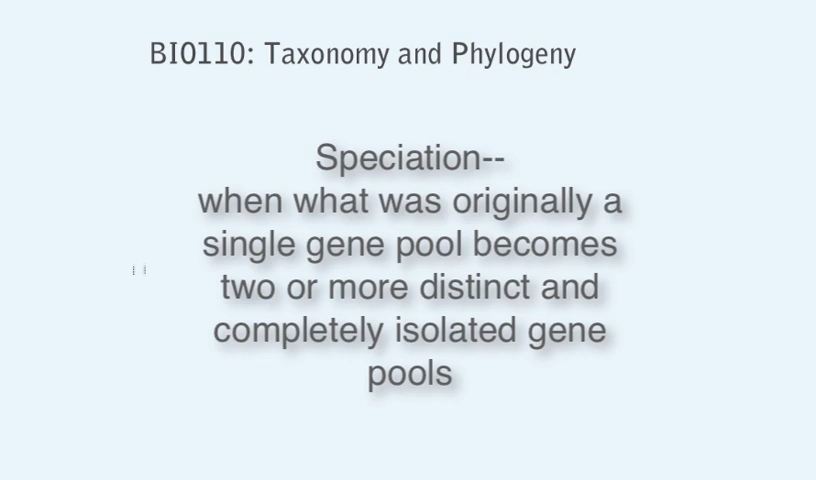 BIO110: Taxonomy and Phylogeny
Speciation--
when what was originally a
single gene pool becomes
two or more distinct and
completely isolated gene
pools